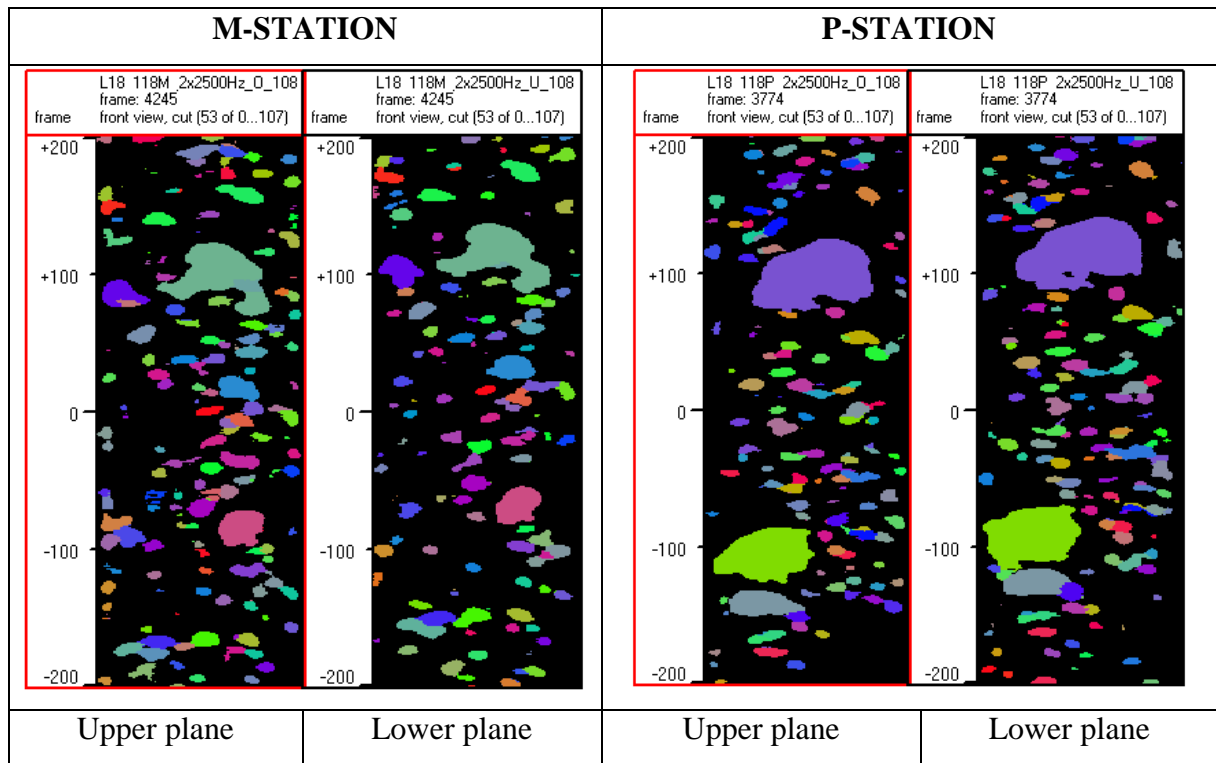 M-STATION
P-STATION
L18 118M_2x2500Hz_O_108
frame: 4245
frame front view, cut (53 of 0...107)
L18 118M_2x2500Hz_U_108
frame: 4245
frame front view, cut (53 of 0...107)
L18 118P_2x2500Hz_O_108
frame: 3774
frame front view, cut (53 of 0...107)
L18 118P_2x2500Hz_U_108
frame: 3774
frame front view, cut (53 of 0...107)
+200
+100
0
-100
-200
+200
+100
0
-100
-200
+200
+100
0
-100
-200
+200
+100
0
-100
-200
Upper plane
Lower plane
Upper plane
Lower plane